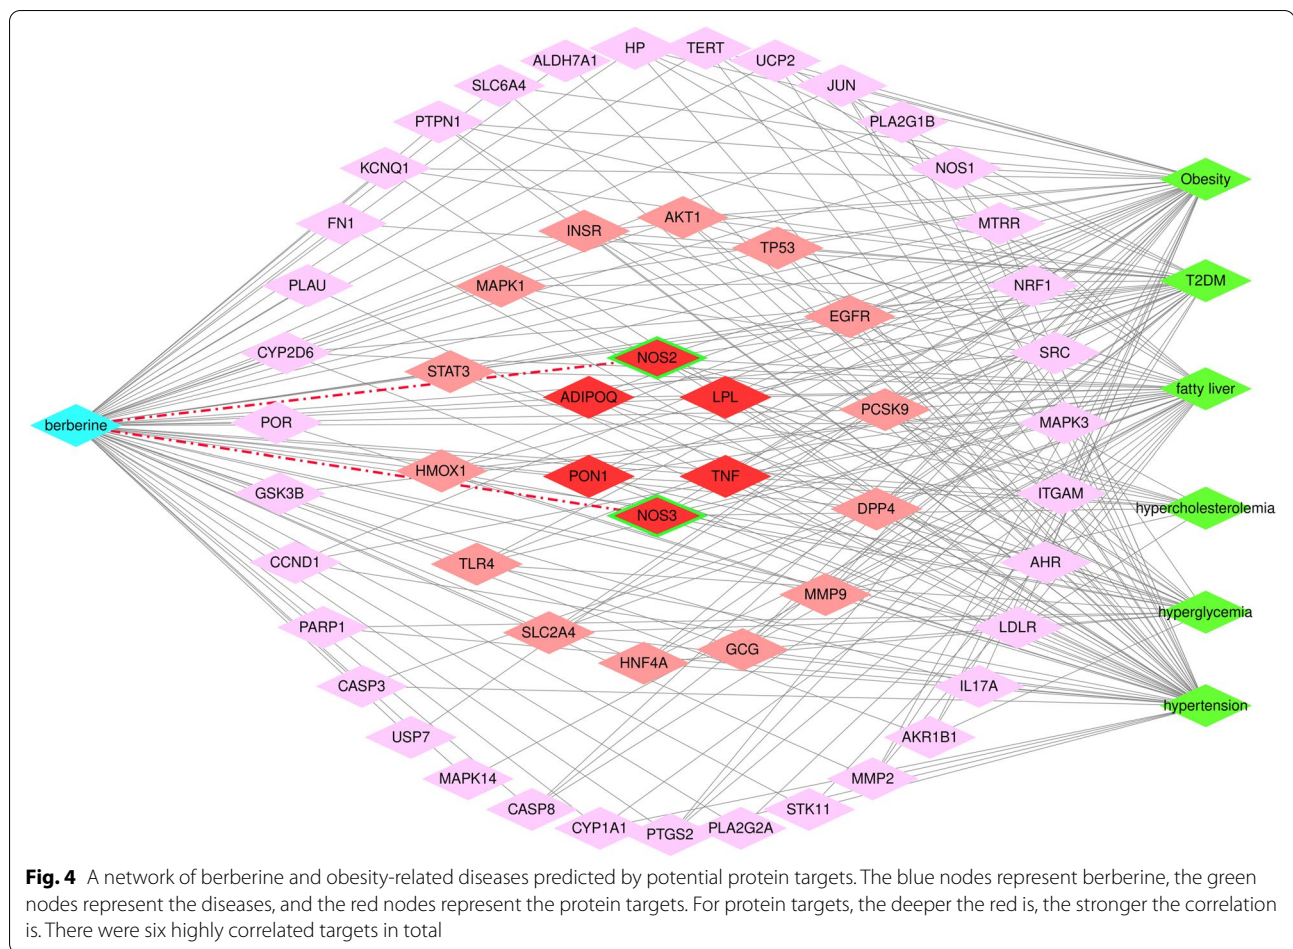 HP
TERT
ALDH7A1
UCP2
SLC6A4
JUN
PTPN1
PLA2G1B
KCNQ1
NOS1
Obesity
FN1
INSR
AKT1
TP53
MTRR
PLAU
MAPK1
NRF1
T2DM
EGFR
CYP2D6
STAT3
NOS2
SRC
fatty liver
ADIPOQ
LPL
PCSK9
berberine
POR
MAPK3
HMOX1
PON1
TNF
GSK3B
NOS3
DPP4
ITGAM
hypercholesterolemia
CCND1
TLR4
AHR
MMP9
hyperglycemia
PARP1
SLC2A4
HNF4A
GCG
LDLR
CASP3
IL17A
hypertension
USP7
AKR1B1
MAPK14
MMP2
CASP8
STK11
CYP1A1
PTGS2
PLA2G2A
Fig. 4 A network of berberine and obesity-related diseases predicted by potential protein targets. The blue nodes represent berberine, the green
nodes represent the diseases, and the red nodes represent the protein targets. For protein targets, the deeper the red is, the stronger the correlation
is. There were six highly correlated targets in total